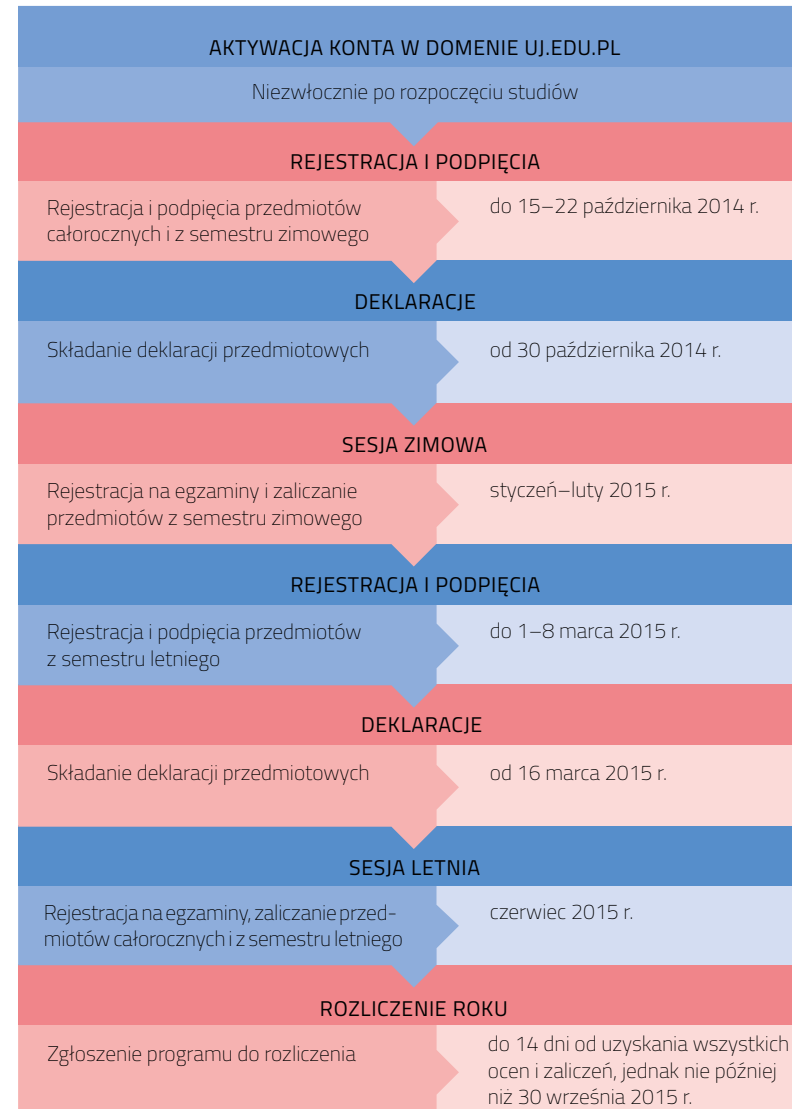 AKTYWACJA KONTA W DOMENIE UJ.EDU.PL
Niezwłocznie po rozpoczęciu studiów
REJESTRACJA I PODPIĘCIA
Rejestracja i podpięcia przedmiotów
całorocznych i z semestru zimowego
do 15–22 października 2014 r.
DEKLARACJE
Składanie deklaracji przedmiotowych
od 30 października 2014 r.
SESJA ZIMOWA
Rejestracja na egzaminy i zaliczanie
przedmiotów z semestru zimowego
styczeń–luty 2015 r.
REJESTRACJA I PODPIĘCIA
Rejestracja i podpięcia przedmiotów
z semestru letniego
do 1–8 marca 2015 r.
DEKLARACJE
Składanie deklaracji przedmiotowych
od 16 marca 2015 r.
SESJA LETNIA
Rejestracja na egzaminy, zaliczanie przed-
miotów całorocznych i z semestru letniego
czerwiec 2015 r.
ROZLICZENIE ROKU
Zgłoszenie programu do rozliczenia
do 14 dni od uzyskania wszystkich
ocen i zaliczeń, jednak nie później
niż 30 września 2015 r.